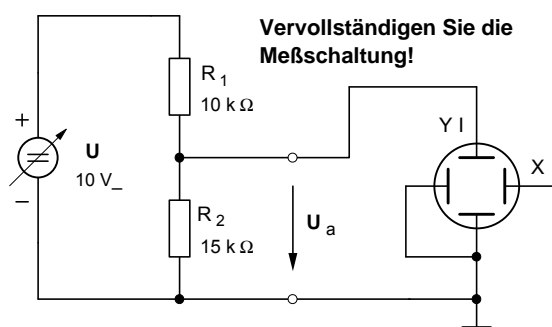 Vervollständigen Sie die
Meßschaltung!
R 1
10 k Ω
+
U
10 V_
−
Y I
X
R 2
15 k Ω
U a